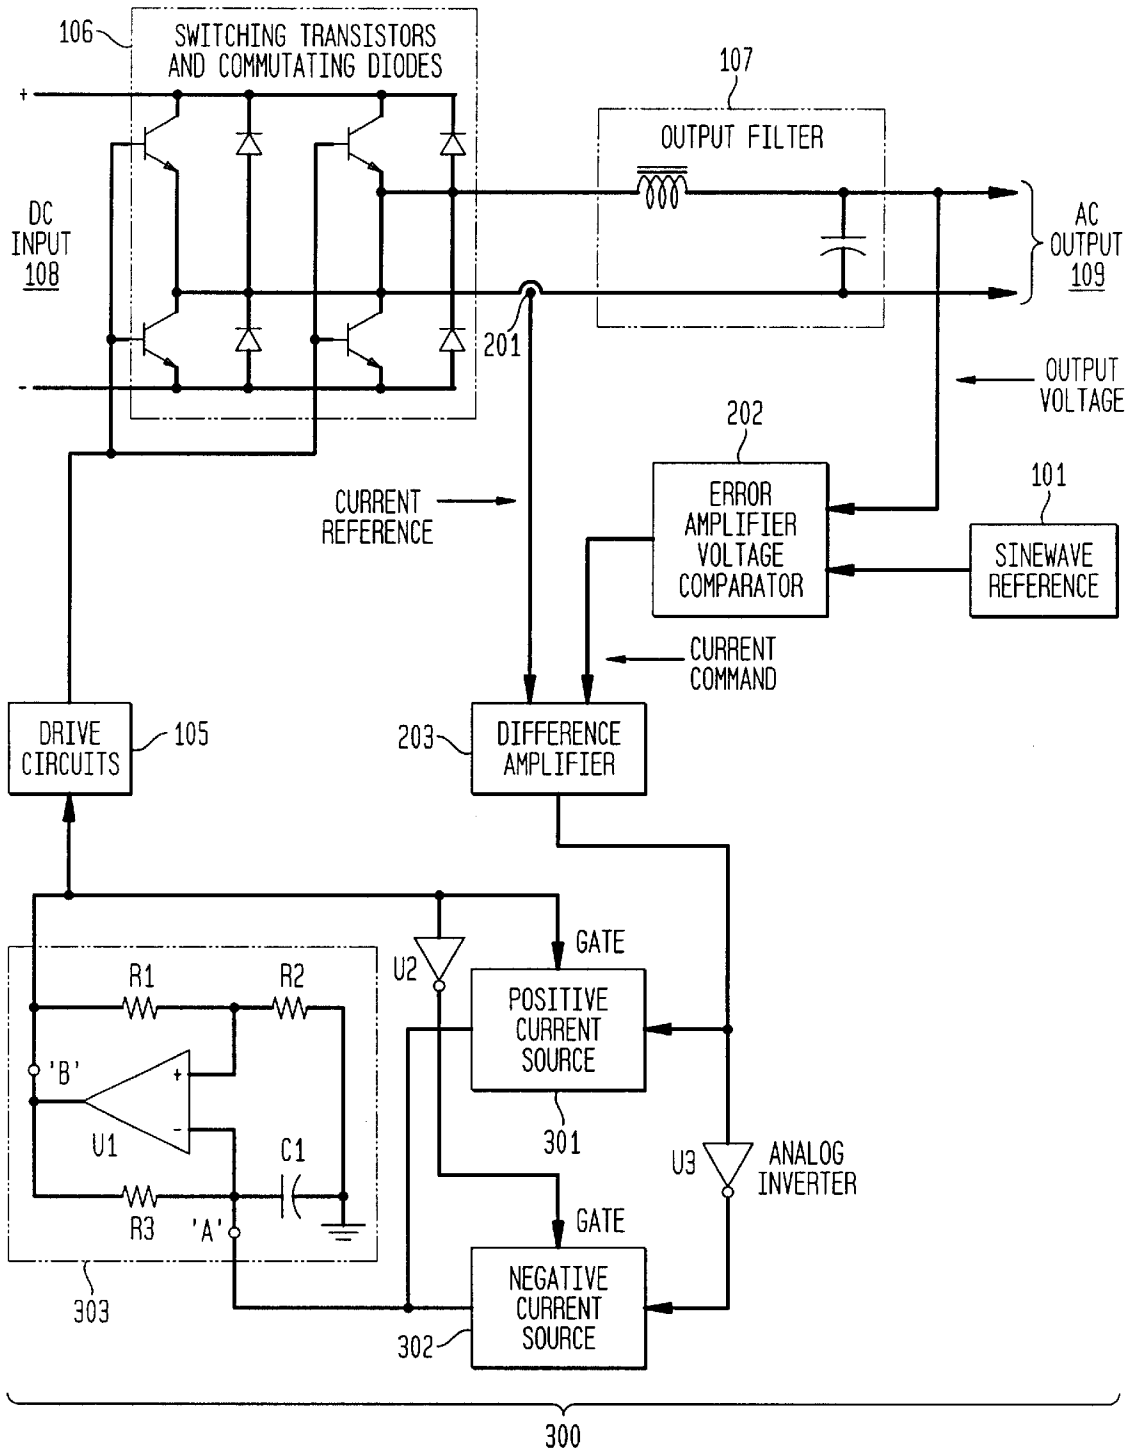 106
SWITCHING TRANSISTORS
AND COMMUTATING DIODES
107
OUTPUT FILTER
+
DC
INPUT
108
-
AC
OUTPUT
109
201
OUTPUT
VOLTAGE
202
CURRENT
REFERENCE
ERROR
AMPLIFIER
VOLTAGE
COMPARATOR
101
SINEWAVE
REFERENCE
CURRENT
COMMAND
DRIVE
CIRCUITS
105
203
DIFFERENCE
AMPLIFIER
GATE
U2
R1
R2
POSITIVE
CURRENT
SOURCE
'B'
+
-
U1
301
C1
U3
ANALOG
INVERTER
R3
'A'
GATE
NEGATIVE
CURRENT
SOURCE
303
302
300